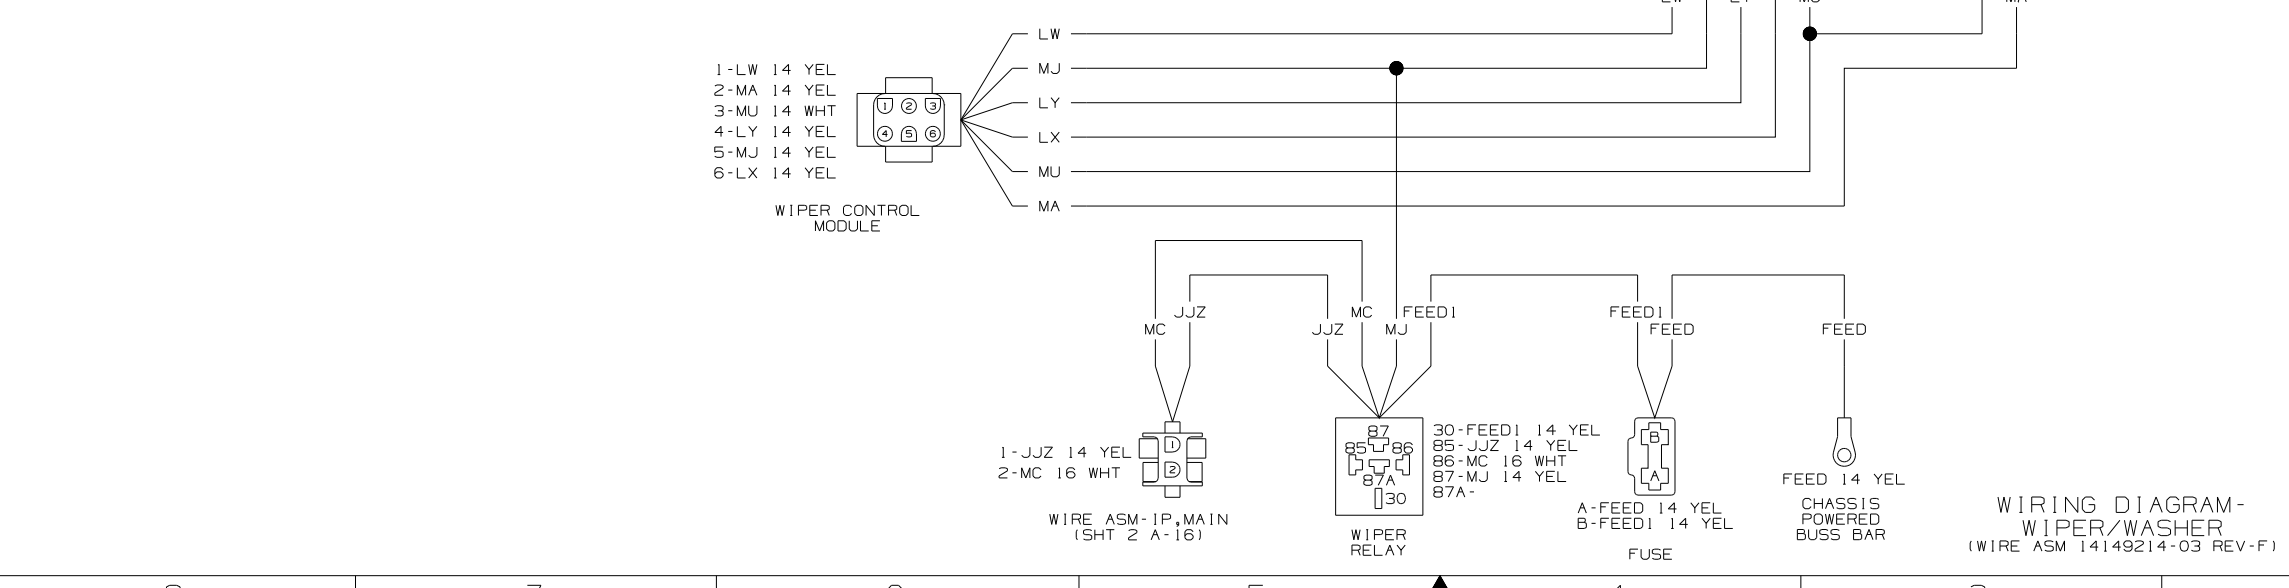 LW
1-LW 14 YEL
2-MA 14 YEL
3-MU 14 WHT
4-LY 14 YEL
5-MJ 14 YEL
6-LX 14 YEL
1 2 3
4 5 6
WIPER CONTROL
MODULE
MJ
LY
LX
MU
MA
MC
JJZ
JJZ
MC
MJ
FEED1
FEED1
FEED
FEED
1-JJZ 14 YEL
2-MC 16 WHT
1
2
WIRE ASM-IP,MAIN
(SHT 2 A-16)
87
85 86
87A
30
30-FEED1 14 YEL
85-JJZ 14 YEL
86-MC 16 WHT
87-MJ 14 YEL
87A-
WIPER
RELAY
B
A
A-FEED 14 YEL
B-FEED1 14 YEL
FUSE
FEED 14 YEL
CHASSIS
POWERED
BUSS BAR
WIRING DIAGRAM-
WIPER/WASHER
(WIRE ASM 14149214-03 REV-F)